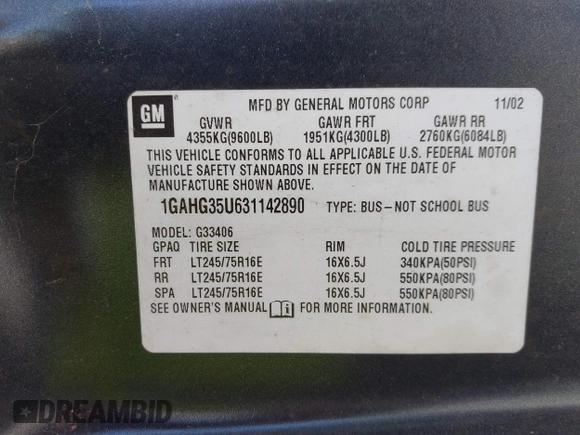 GM ®
MFD BY GENERAL MOTORS CORP 11/02
GVWR GAWR FRT GAWR RR
4355KG(9600LB) 1951KG(4300LB) 2760KG(6084LB)
THIS VEHICLE CONFORMS TO ALL APPLICABLE U.S. FEDERAL MOTOR
VEHICLE SAFETY STANDARDS IN EFFECT ON THE DATE OF
MANUFACTURE SHOWN ABOVE.
1GAHG35U631142890 TYPE: BUS–NOT SCHOOL BUS
MODEL: G33406
GPAQ TIRE SIZE RIM COLD TIRE PRESSURE
FRT LT245/75R16E 16X6.5J 340KPA(50PSI)
RR LT245/75R16E 16X6.5J 550KPA(80PSI)
SPA LT245/75R16E 16X6.5J 550KPA(80PSI)
SEE OWNER'S MANUAL i FOR MORE INFORMATION.
DREAMBID